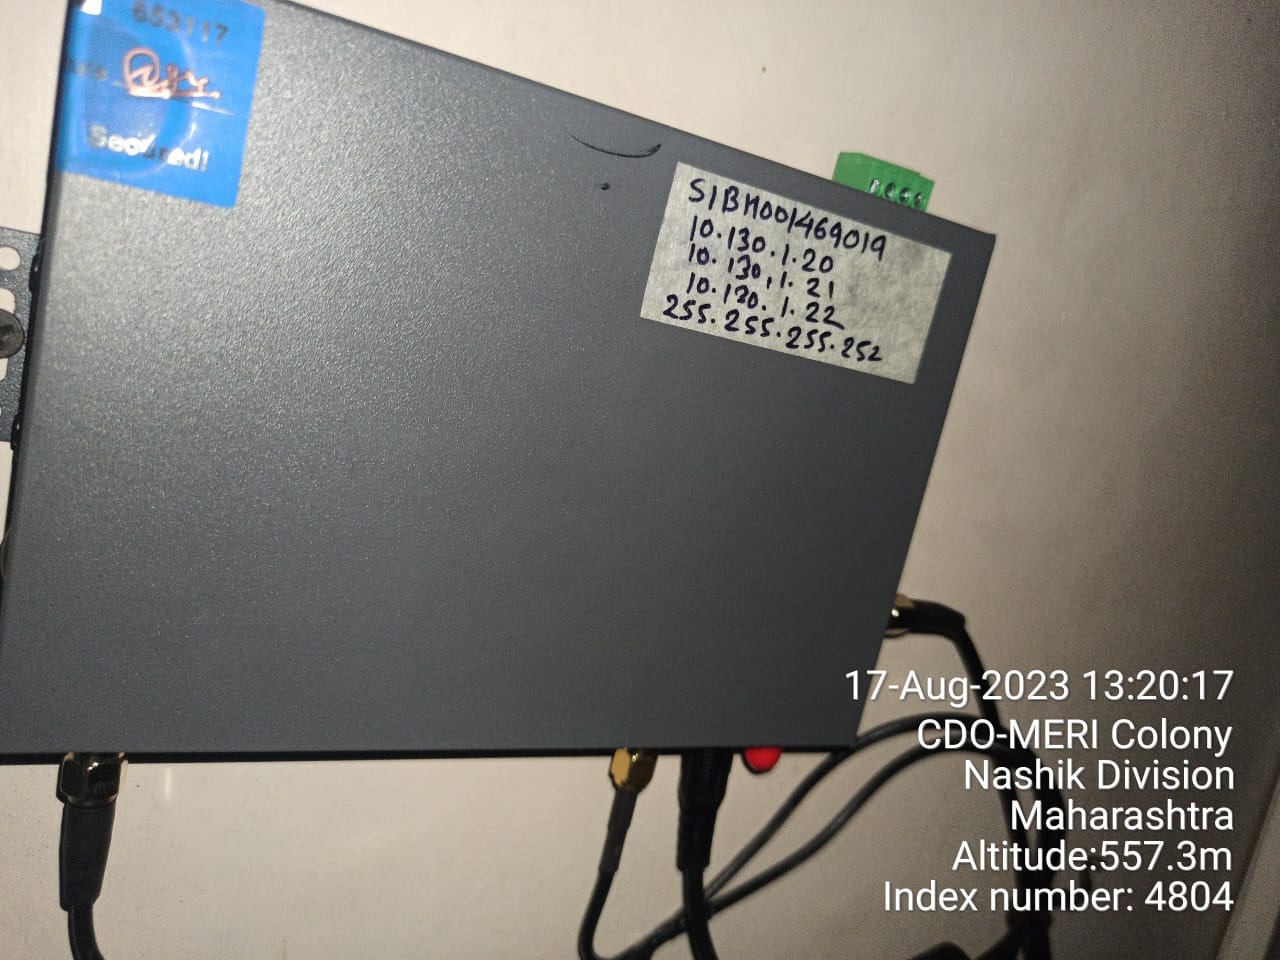 653117
Secured!
SIBM001469019
10.130.1.20
10.130.1.21
10.130.1.22
255.255.255.252
17-Aug-2023 13:20:17
CDO-MERI Colony
Nashik Division
Maharashtra
Altitude:557.3m
Index number: 4804